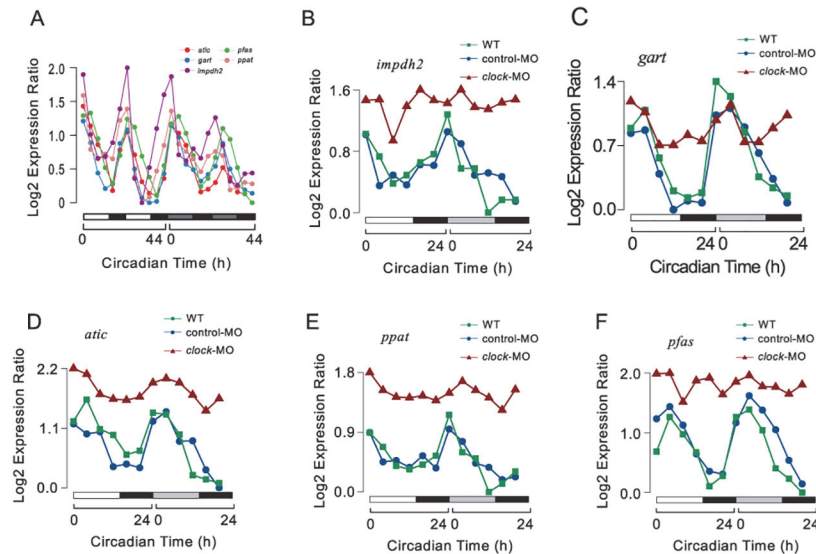 A
atic
pfas
gart
ppat
impdh2
Log2 Expression Ratio
2.0
1.5
1.0
0.5
0
0 44 0 44
Circadian Time (h)
B
impdh2
WT
control-MO
clock-MO
Log2 Expression Ratio
1.6
0.8
0.0
0 24 0 24
Circadian Time (h)
C
gart
WT
control-MO
clock-MO
Log2 Expression Ratio
1.4
0.7
0.0
0 24 0 24
Circadian Time (h)
D
atic
WT
control-MO
clock-MO
Log2 Expression Ratio
2.2
1.1
0.0
0 24 0 24
Circadian Time (h)
E
ppat
WT
control-MO
clock-MO
Log2 Expression Ratio
1.8
0.9
0.0
0 24 0 24
Circadian Time (h)
F
pfas
WT
control-MO
clock-MO
Log2 Expression Ratio
2.0
1.0
0.0
0 24 0 24
Circadian Time (h)